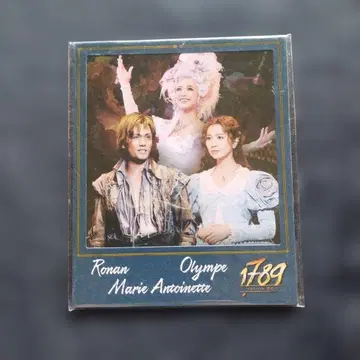 Ronan Olympe
Marie Antoinette
1789